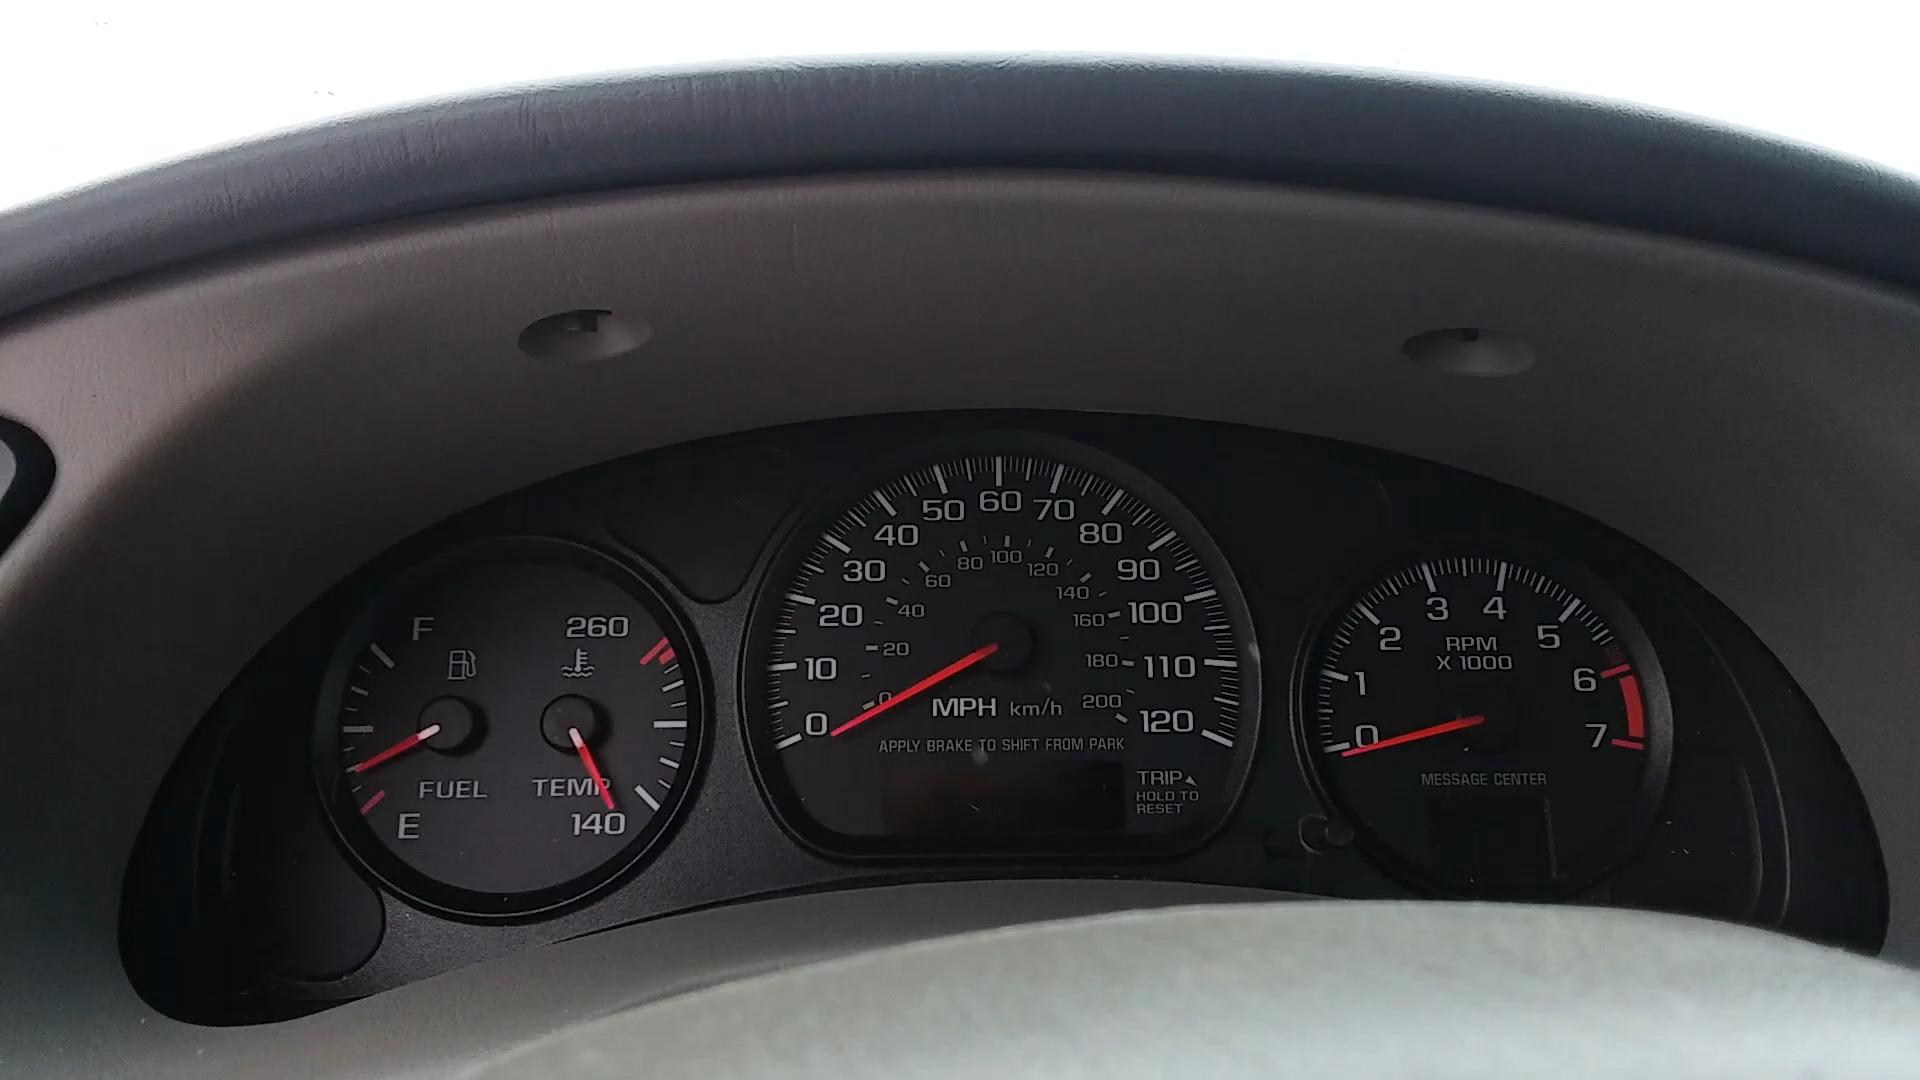 F
260
FUEL
TEMP
E
140
0
10
20
30
40
50
60
70
80
90
100
110
120
0
20
40
60
80
100
120
140
160
180
200
MPH km/h
APPLY BRAKE TO SHIFT FROM PARK
TRIP
HOLD TO
RESET
0
1
2
3
4
5
6
7
RPM
X 1000
MESSAGE CENTER